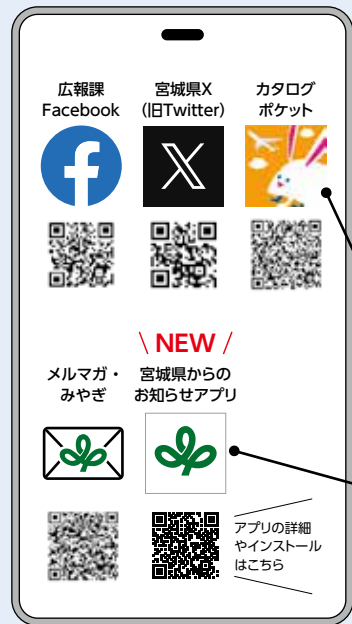 広報課
Facebook
宮城県X
(旧Twitter)
カタログ
ポケット
\ NEW /
メルマガ・
みやぎ
宮城県からの
お知らせアプリ
アプリの詳細
やインストール
はこちら